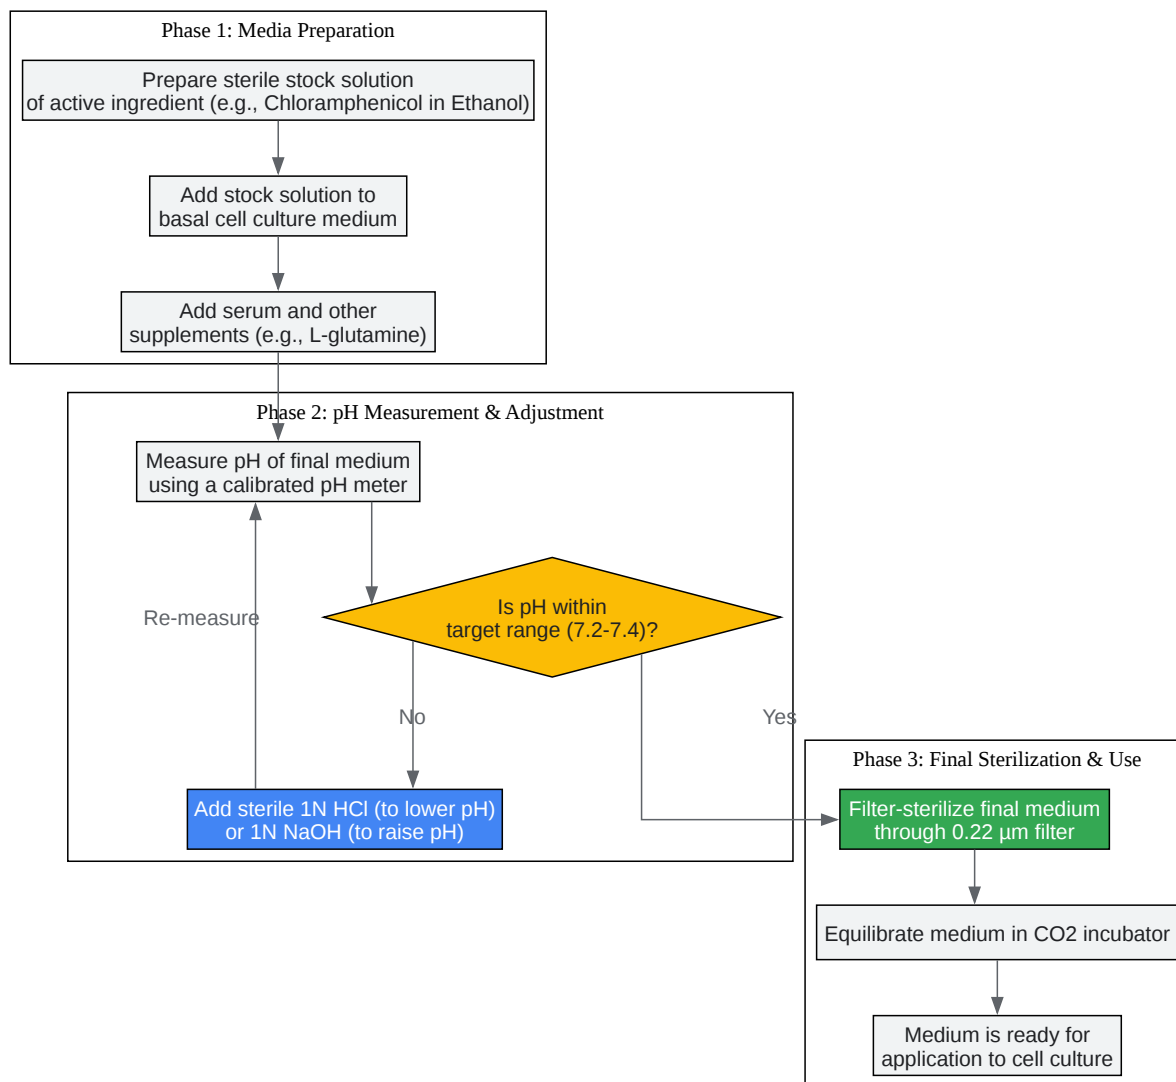 Phase 1: Media Preparation
Prepare sterile stock solution
of active ingredient (e.g., Chloramphenicol in Ethanol)
Add stock solution to
basal cell culture medium
Add serum and other
supplements (e.g., L-glutamine)
Phase 2: pH Measurement & Adjustment
Measure pH of final medium
using a calibrated pH meter
Is pH within
target range (7.2-7.4)?
Re-measure
No
Yes
Add sterile 1N HCl (to lower pH)
or 1N NaOH (to raise pH)
Phase 3: Final Sterilization & Use
Filter-sterilize final medium
through 0.22 µm filter
Equilibrate medium in CO2 incubator
Medium is ready for
application to cell culture